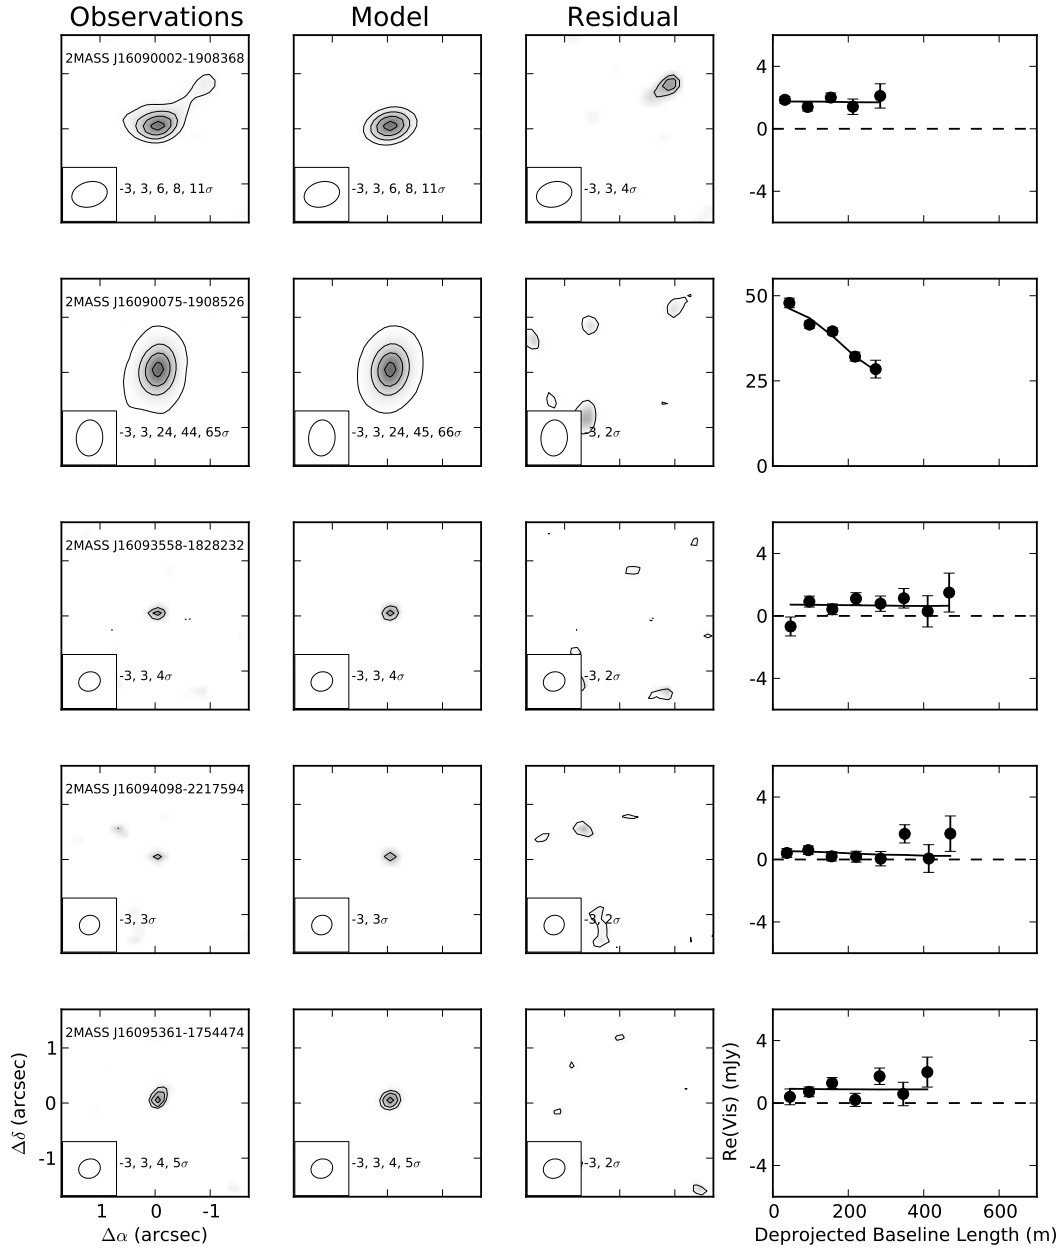 Observations Model Residual
2MASS J16090002-1908368
-3, 3, 6, 8, 11σ -3, 3, 6, 8, 11σ -3, 3, 4σ
4
0
-4
2MASS J16090075-1908526
-3, 3, 24, 44, 65σ -3, 3, 24, 45, 66σ -3, 2σ
50
25
0
2MASS J16093558-1828232
-3, 3, 4σ -3, 3, 4σ -3, 2σ
4
0
-4
2MASS J16094098-2217594
-3, 3σ -3, 3σ -3, 2σ
4
0
-4
2MASS J16095361-1754474
-3, 3, 4, 5σ -3, 3, 4, 5σ -3, 2σ
1
0
-1
Δδ (arcsec)
1 0 -1
Δα (arcsec)
4
0
-4
Re(Vis) (mJy)
0 200 400 600
Deprojected Baseline Length (m)